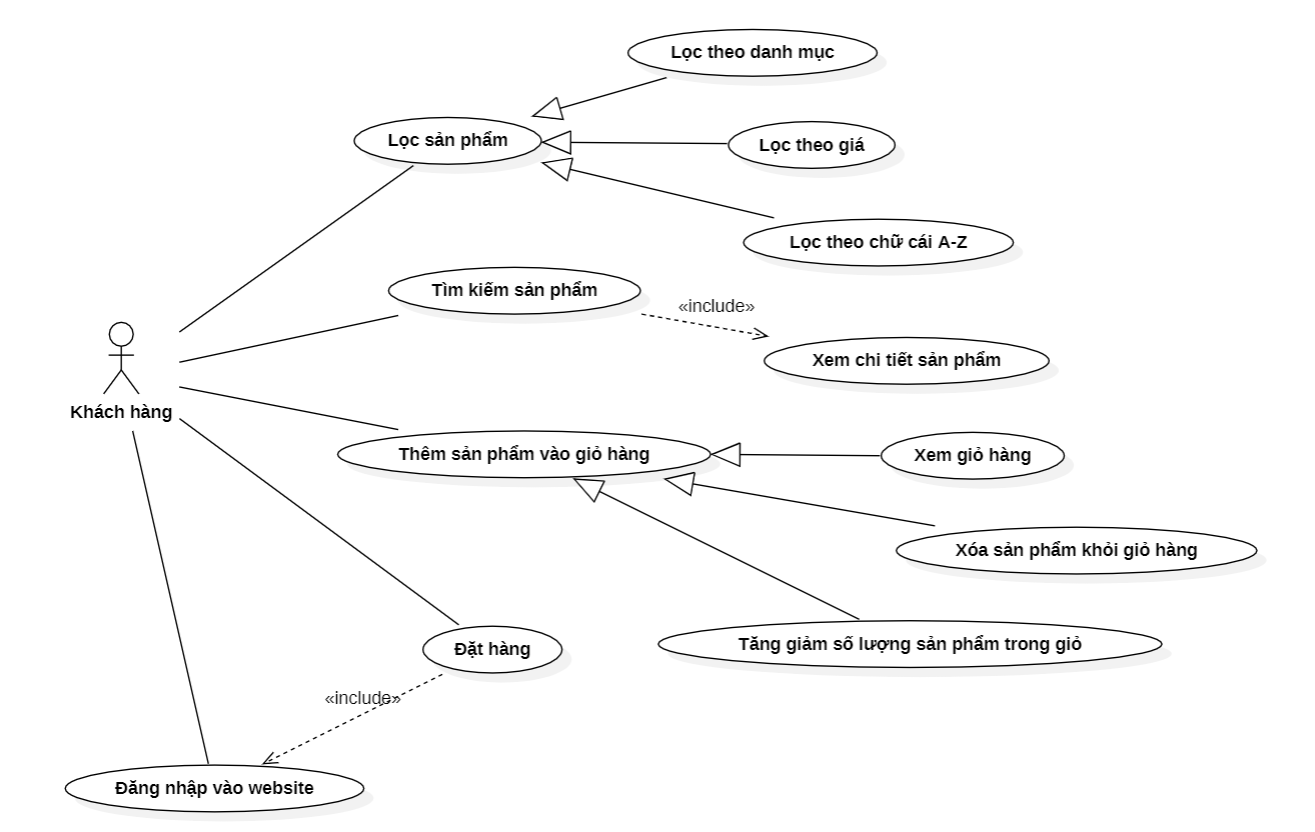 Lọc theo danh mục
Lọc sản phẩm
Lọc theo giá
Lọc theo chữ cái A-Z
Tìm kiếm sản phẩm
«include»
Xem chi tiết sản phẩm
Khách hàng
Thêm sản phẩm vào giỏ hàng
Xem giỏ hàng
Xóa sản phẩm khỏi giỏ hàng
Đặt hàng
Tăng giảm số lượng sản phẩm trong giỏ
«include»
Đăng nhập vào website